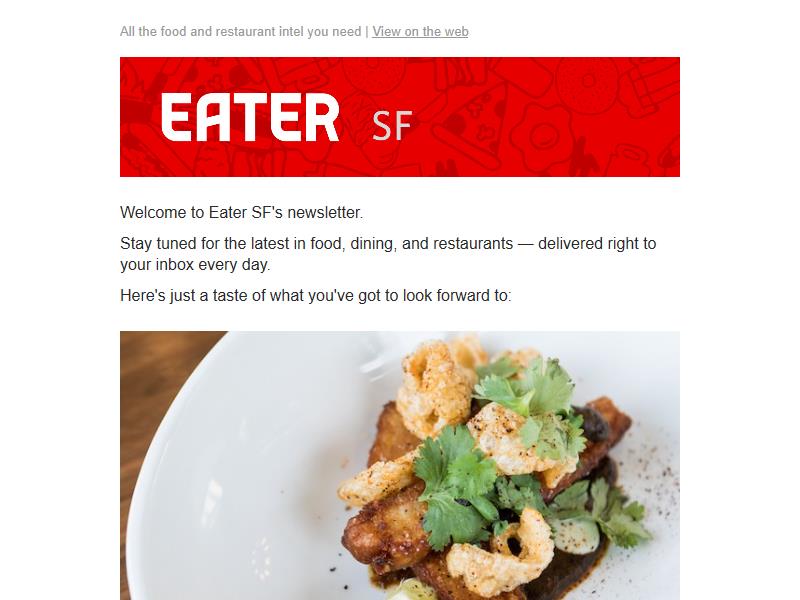 All the food and restaurant intel you need | View on the web
EATER SF
Welcome to Eater SF's newsletter.
Stay tuned for the latest in food, dining, and restaurants — delivered right to
your inbox every day.
Here's just a taste of what you've got to look forward to: